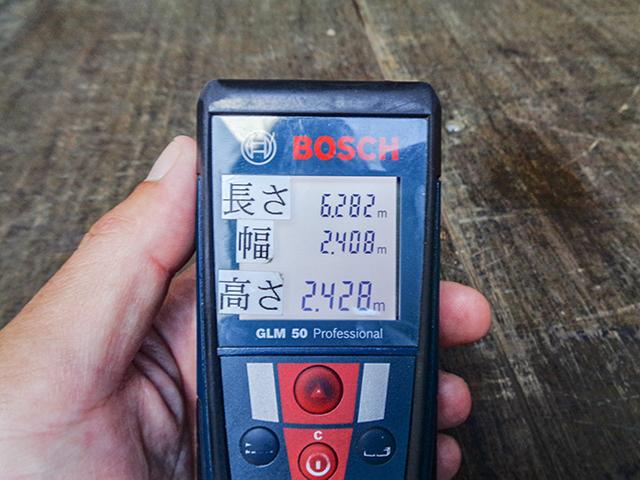 BOSCH
長さ 6.282 m
幅 2.408 m
高さ 2.428 m
GLM 50 Professional
C